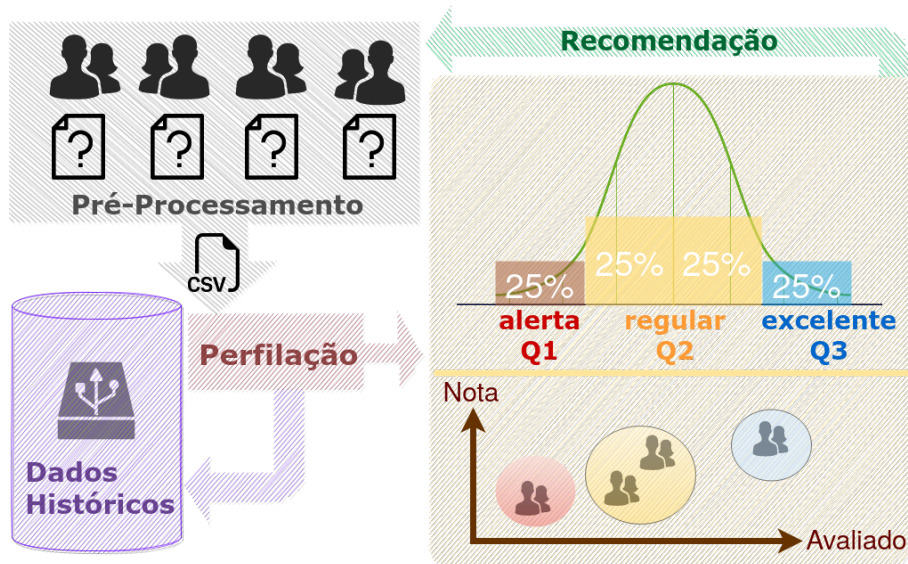 Recomendação
? ? ? ?
Pré-Processamento
CSV
Perfilação
Dados
Históricos
25% 25% 25% 25%
alerta regular excelente
Q1 Q2 Q3
Nota
Avaliado